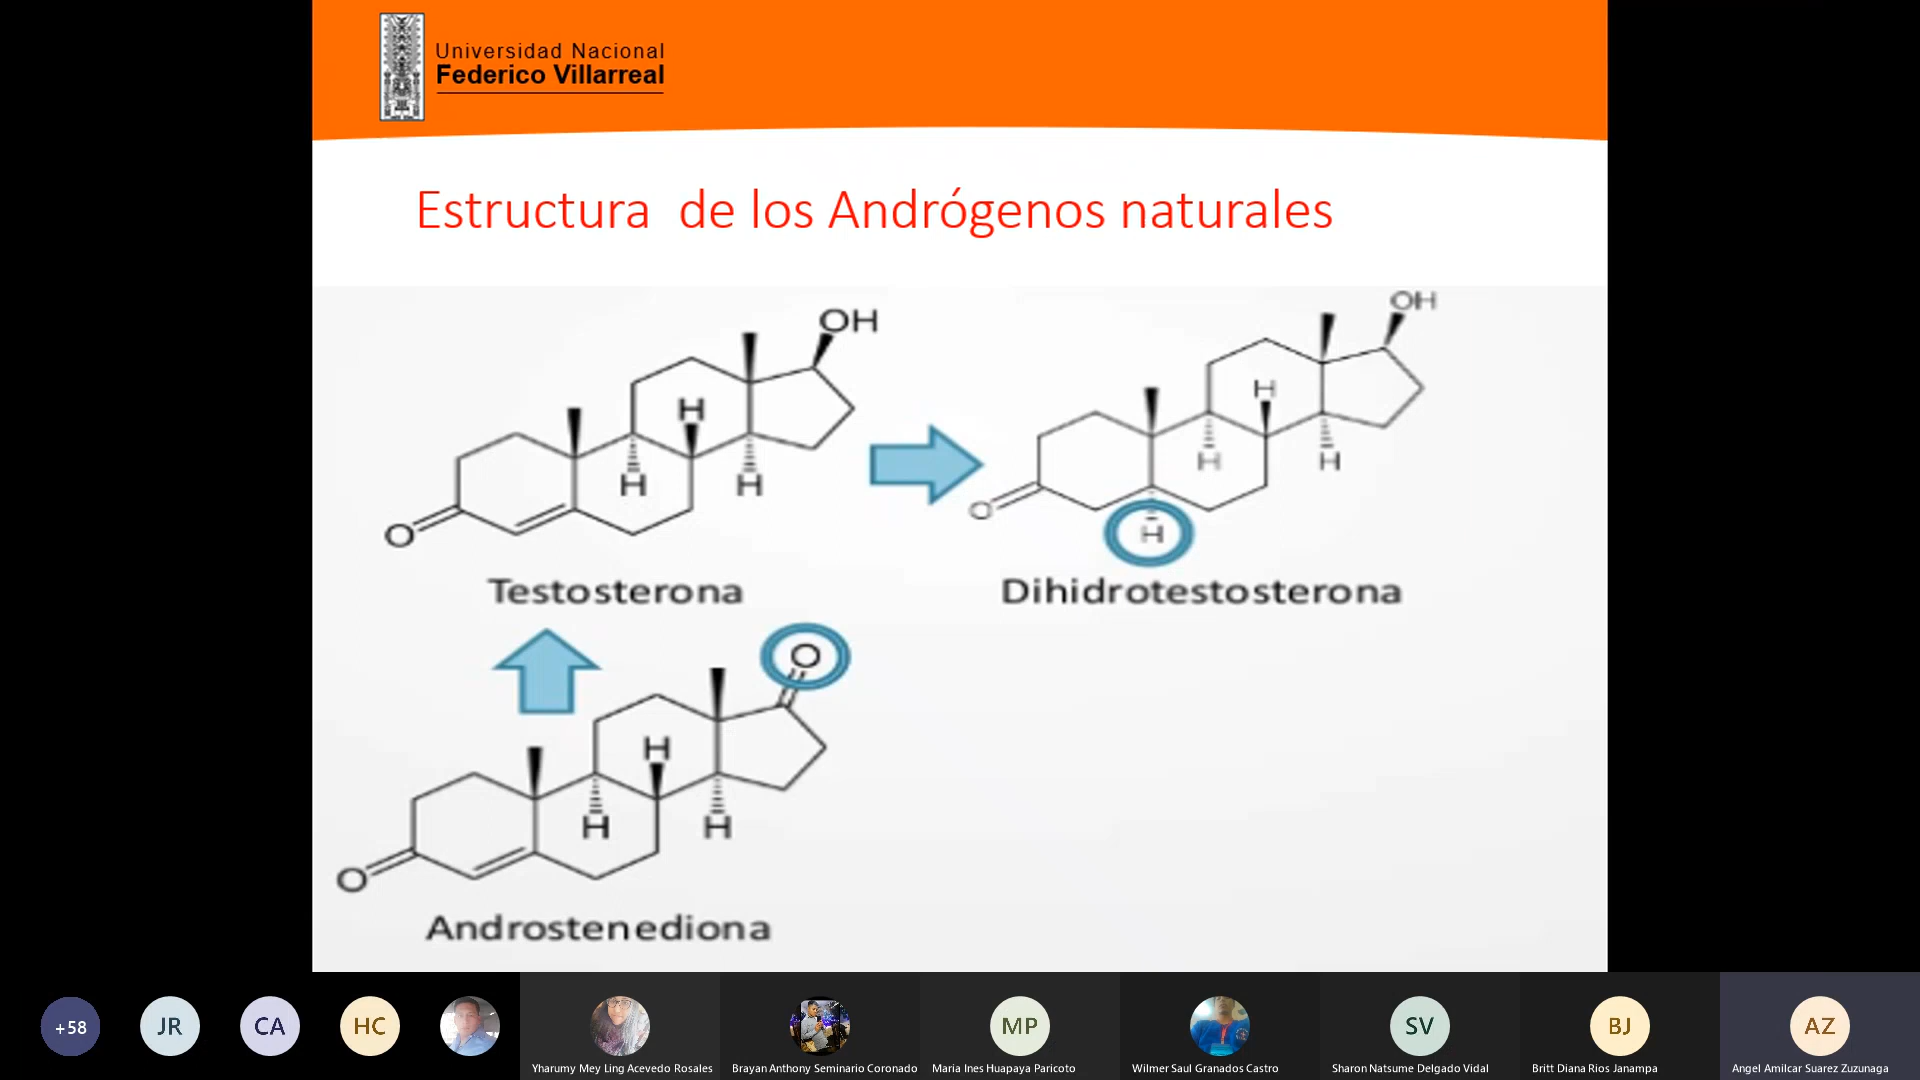 Universidad Nacional
Federico Villarreal
Estructura de los Andrógenos naturales
OH
H
H
H
O
Testosterona
OH
H
H
H
O
H
Dihidrotestosterona
O
H
H
H
O
Androstenediona
+58
JR
CA
HC
MP
SV
BJ
AZ
Yharumy Mey Ling Acevedo Rosales
Brayan Anthony Seminario Coronado
Maria Ines Huapaya Paricoto
Wilmer Saul Granados Castro
Sharon Natsume Delgado Vidal
Britt Diana Rios Janampa
Angel Amilcar Suarez Zuzunaga